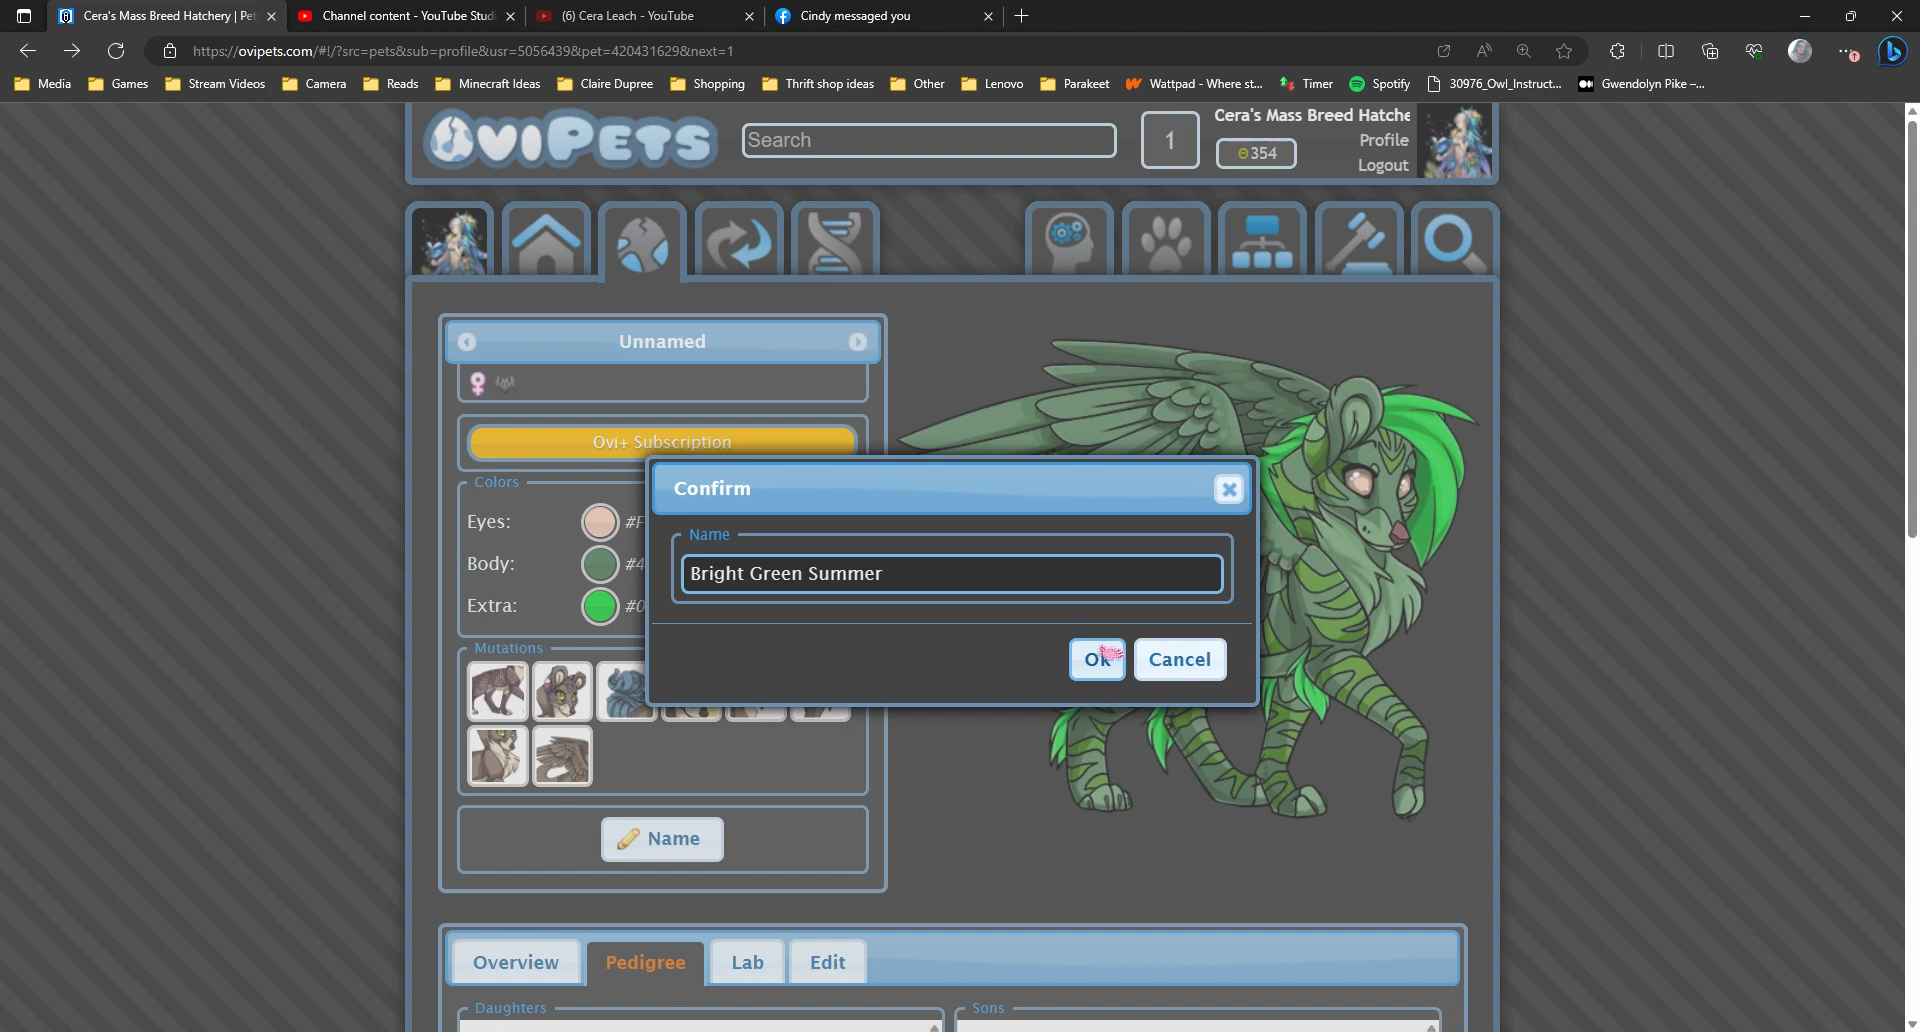 Cera's Mass Breed Hatchery | Pet
Channel content - YouTube Studi
(6) Cera Leach - YouTube
Cindy messaged you
https://ovipets.com/#!/?src=pets&sub=profile&usr=5056439&pet=420431629&next=1
Media
Games
Stream Videos
Camera
Reads
Minecraft Ideas
Claire Dupree
Shopping
Thrift shop ideas
Other
Lenovo
Parakeet
Wattpad - Where st...
Timer
Spotify
30976_Owl_Instruct...
Gwendolyn Pike –...
OviPets
Search
1
Cera's Mass Breed Hatche
354
Profile
Logout
Unnamed
Ovi+ Subscription
Colors
Eyes: #F
Body: #4
Extra: #0
Mutations
Confirm
Name
Bright Green Summer
Ok
Cancel
Name
Overview
Pedigree
Lab
Edit
Daughters
Sons